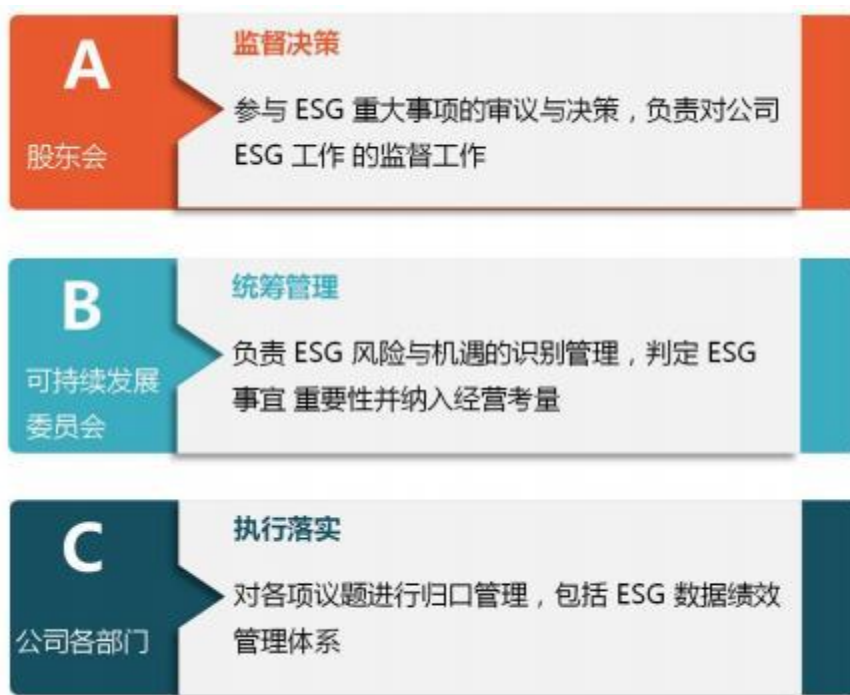 A
股东会
监督决策
参与 ESG 重大事项的审议与决策，负责对公司
ESG 工作 的监督工作
B
可持续发展
委员会
统筹管理
负责 ESG 风险与机遇的识别管理，判定 ESG
事宜 重要性并纳入经营考量
C
公司各部门
执行落实
对各项议题进行归口管理，包括 ESG 数据绩效
管理体系